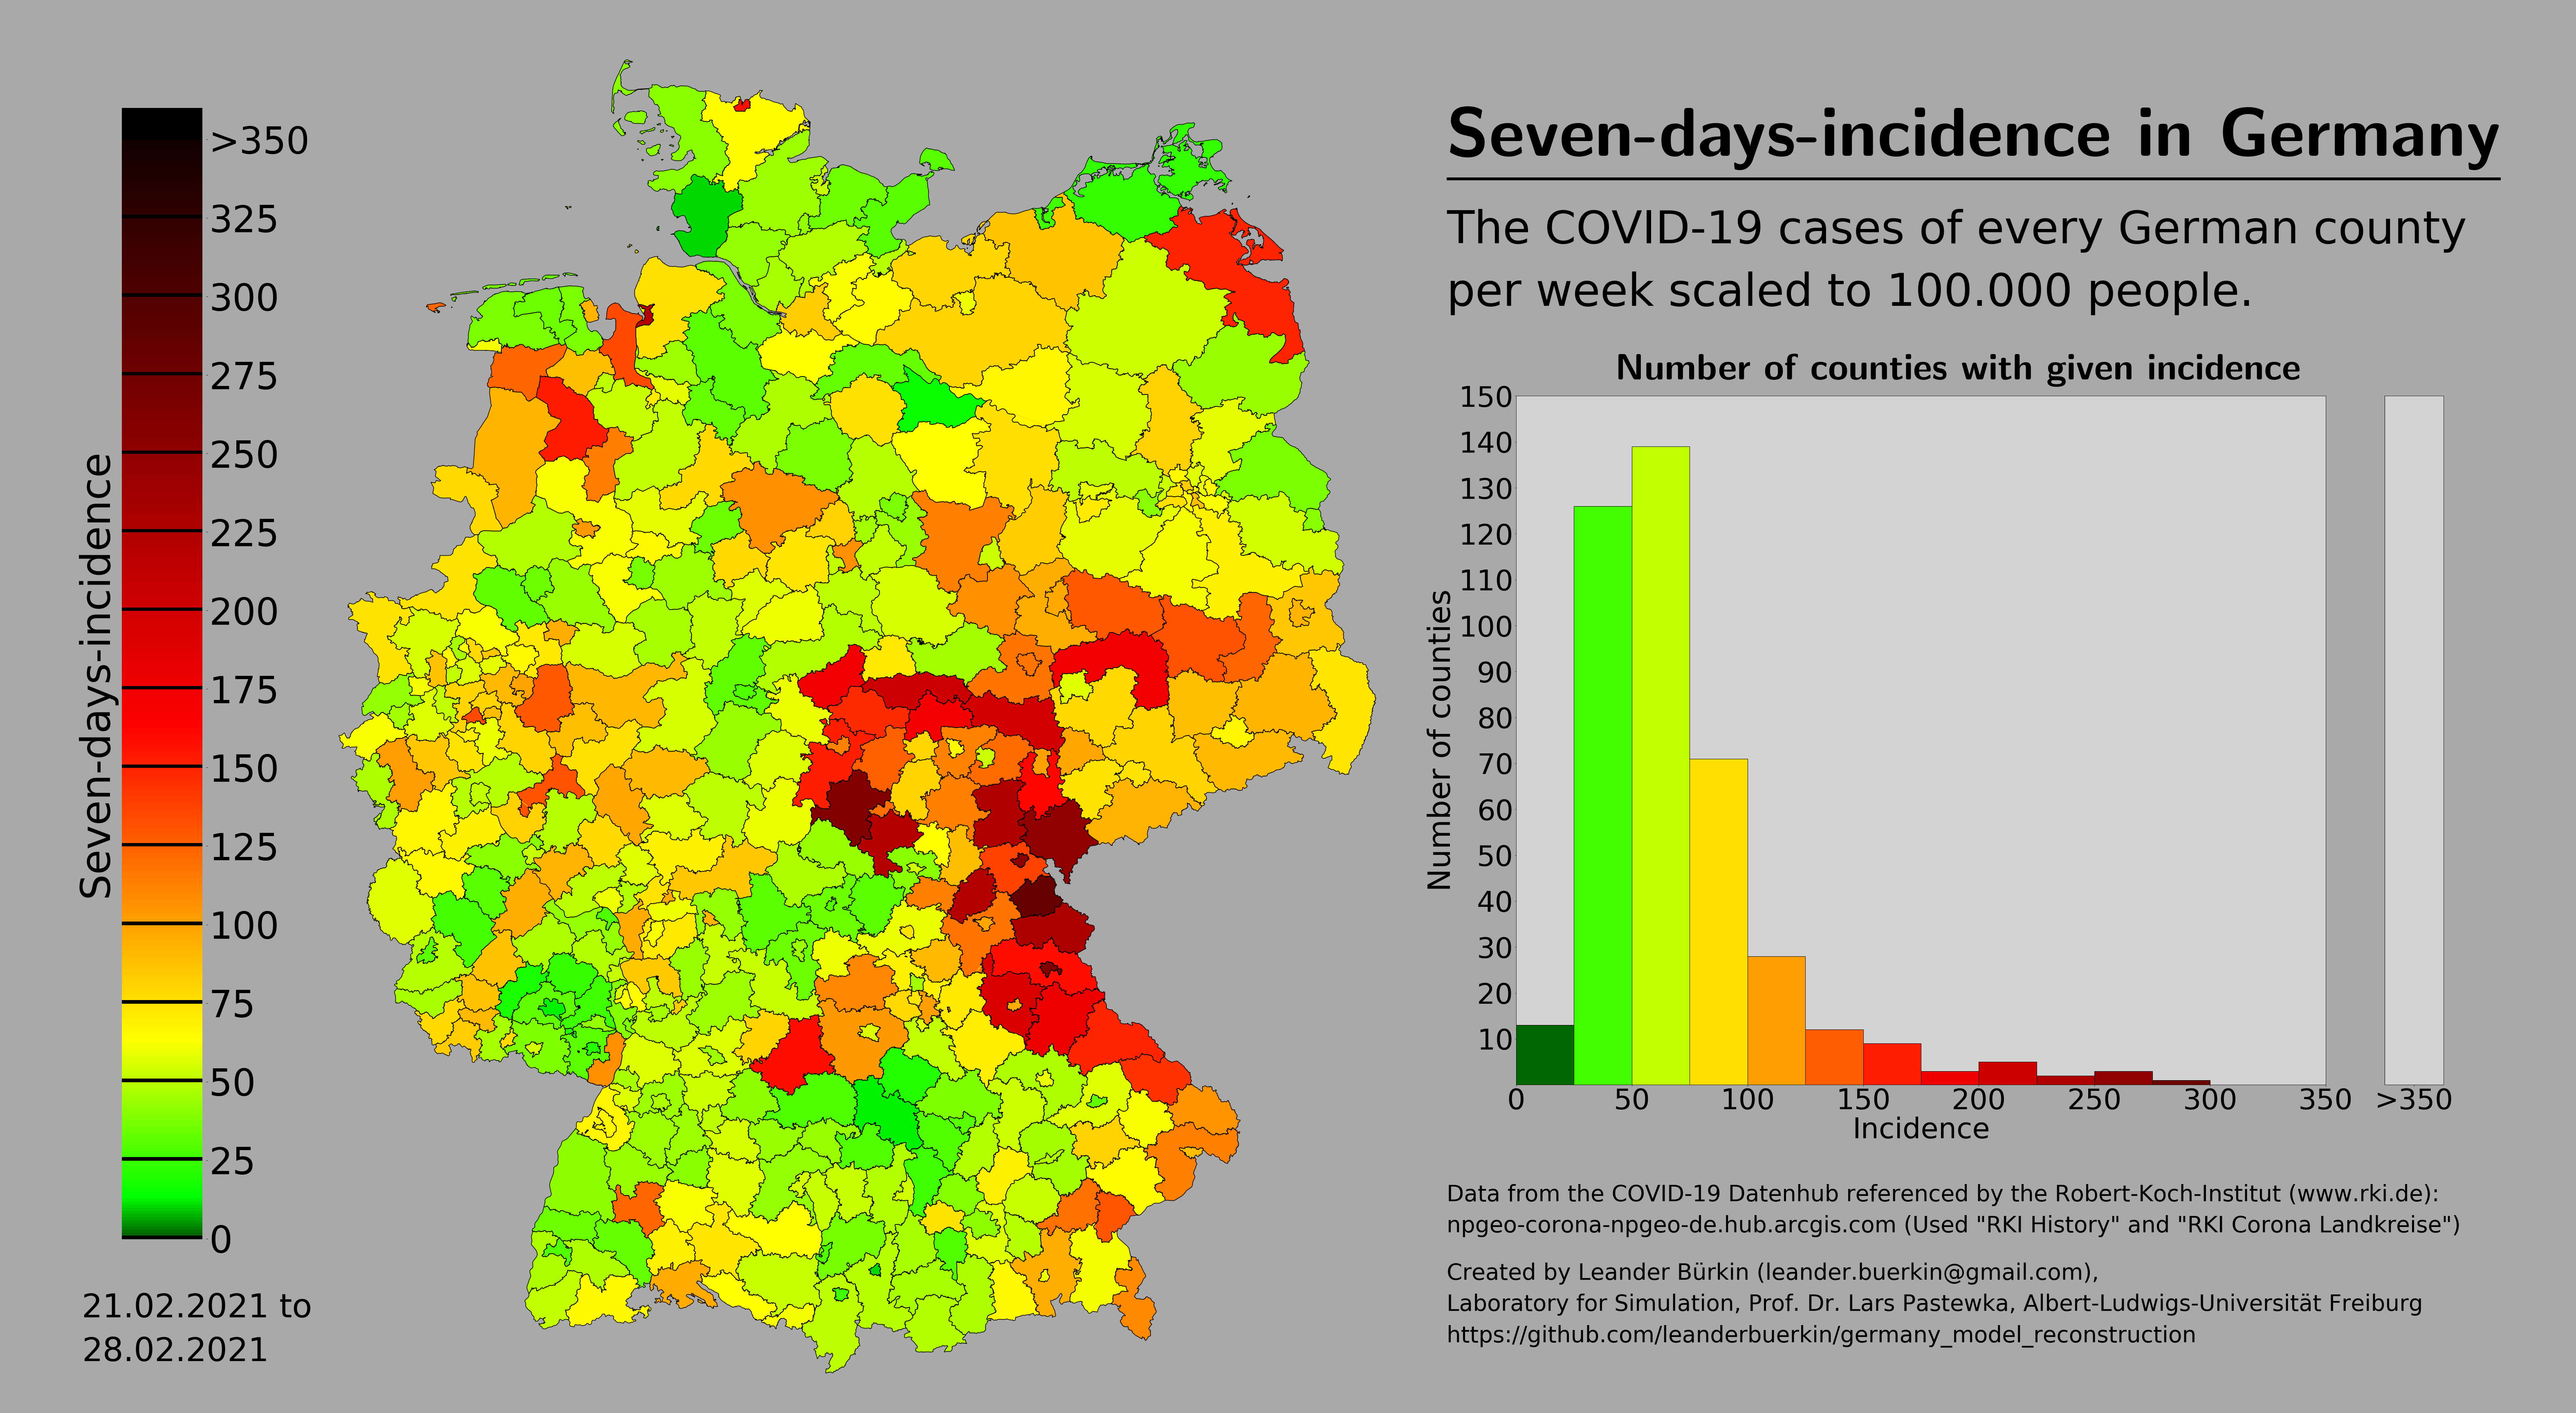 >350
325
300
275
250
225
200
175
150
125
100
75
50
25
0
Seven-days-incidence
21.02.2021 to
28.02.2021
Seven-days-incidence in Germany
The COVID-19 cases of every German county
per week scaled to 100.000 people.
Number of counties with given incidence
150
140
130
120
110
100
90
80
70
60
50
40
30
20
10
Number of counties
0 50 100 150 200 250 300 350 >350
Incidence
Data from the COVID-19 Datenhub referenced by the Robert-Koch-Institut (www.rki.de):
npgeo-corona-npgeo-de.hub.arcgis.com (Used "RKI History" and "RKI Corona Landkreise")
Created by Leander Bürkin (leander.buerkin@gmail.com),
Laboratory for Simulation, Prof. Dr. Lars Pastewka, Albert-Ludwigs-Universität Freiburg
https://github.com/leanderbuerkin/germany_model_reconstruction